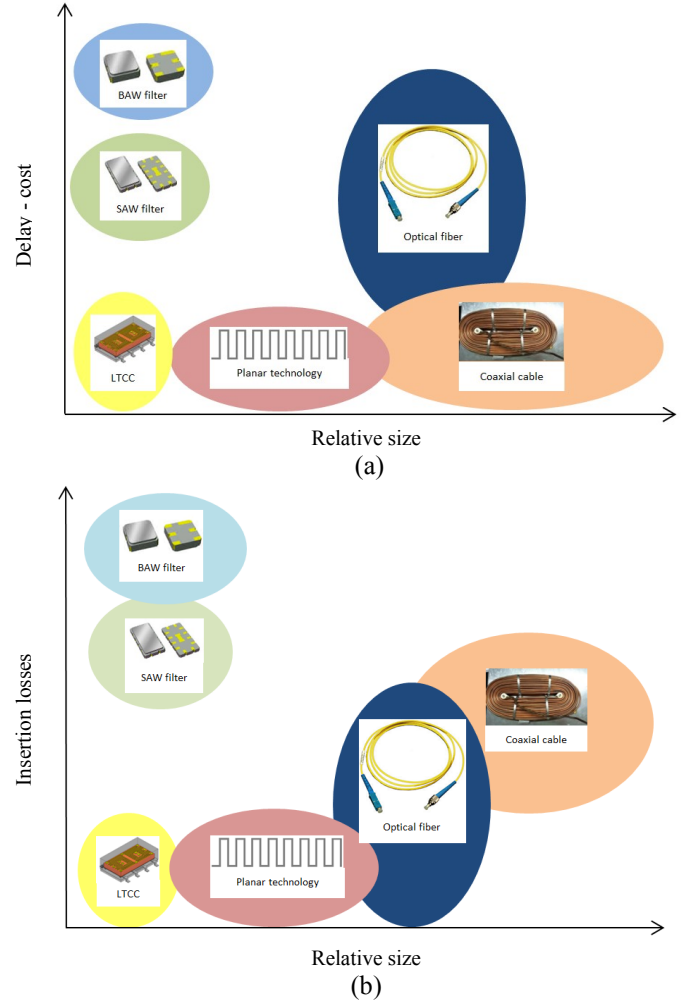 BAW filter
SAW filter
Optical fiber
LTCC
Planar technology
Coaxial cable
Delay - cost
Relative size
(a)
BAW filter
SAW filter
Coaxial cable
Optical fiber
LTCC
Planar technology
Insertion losses
Relative size
(b)